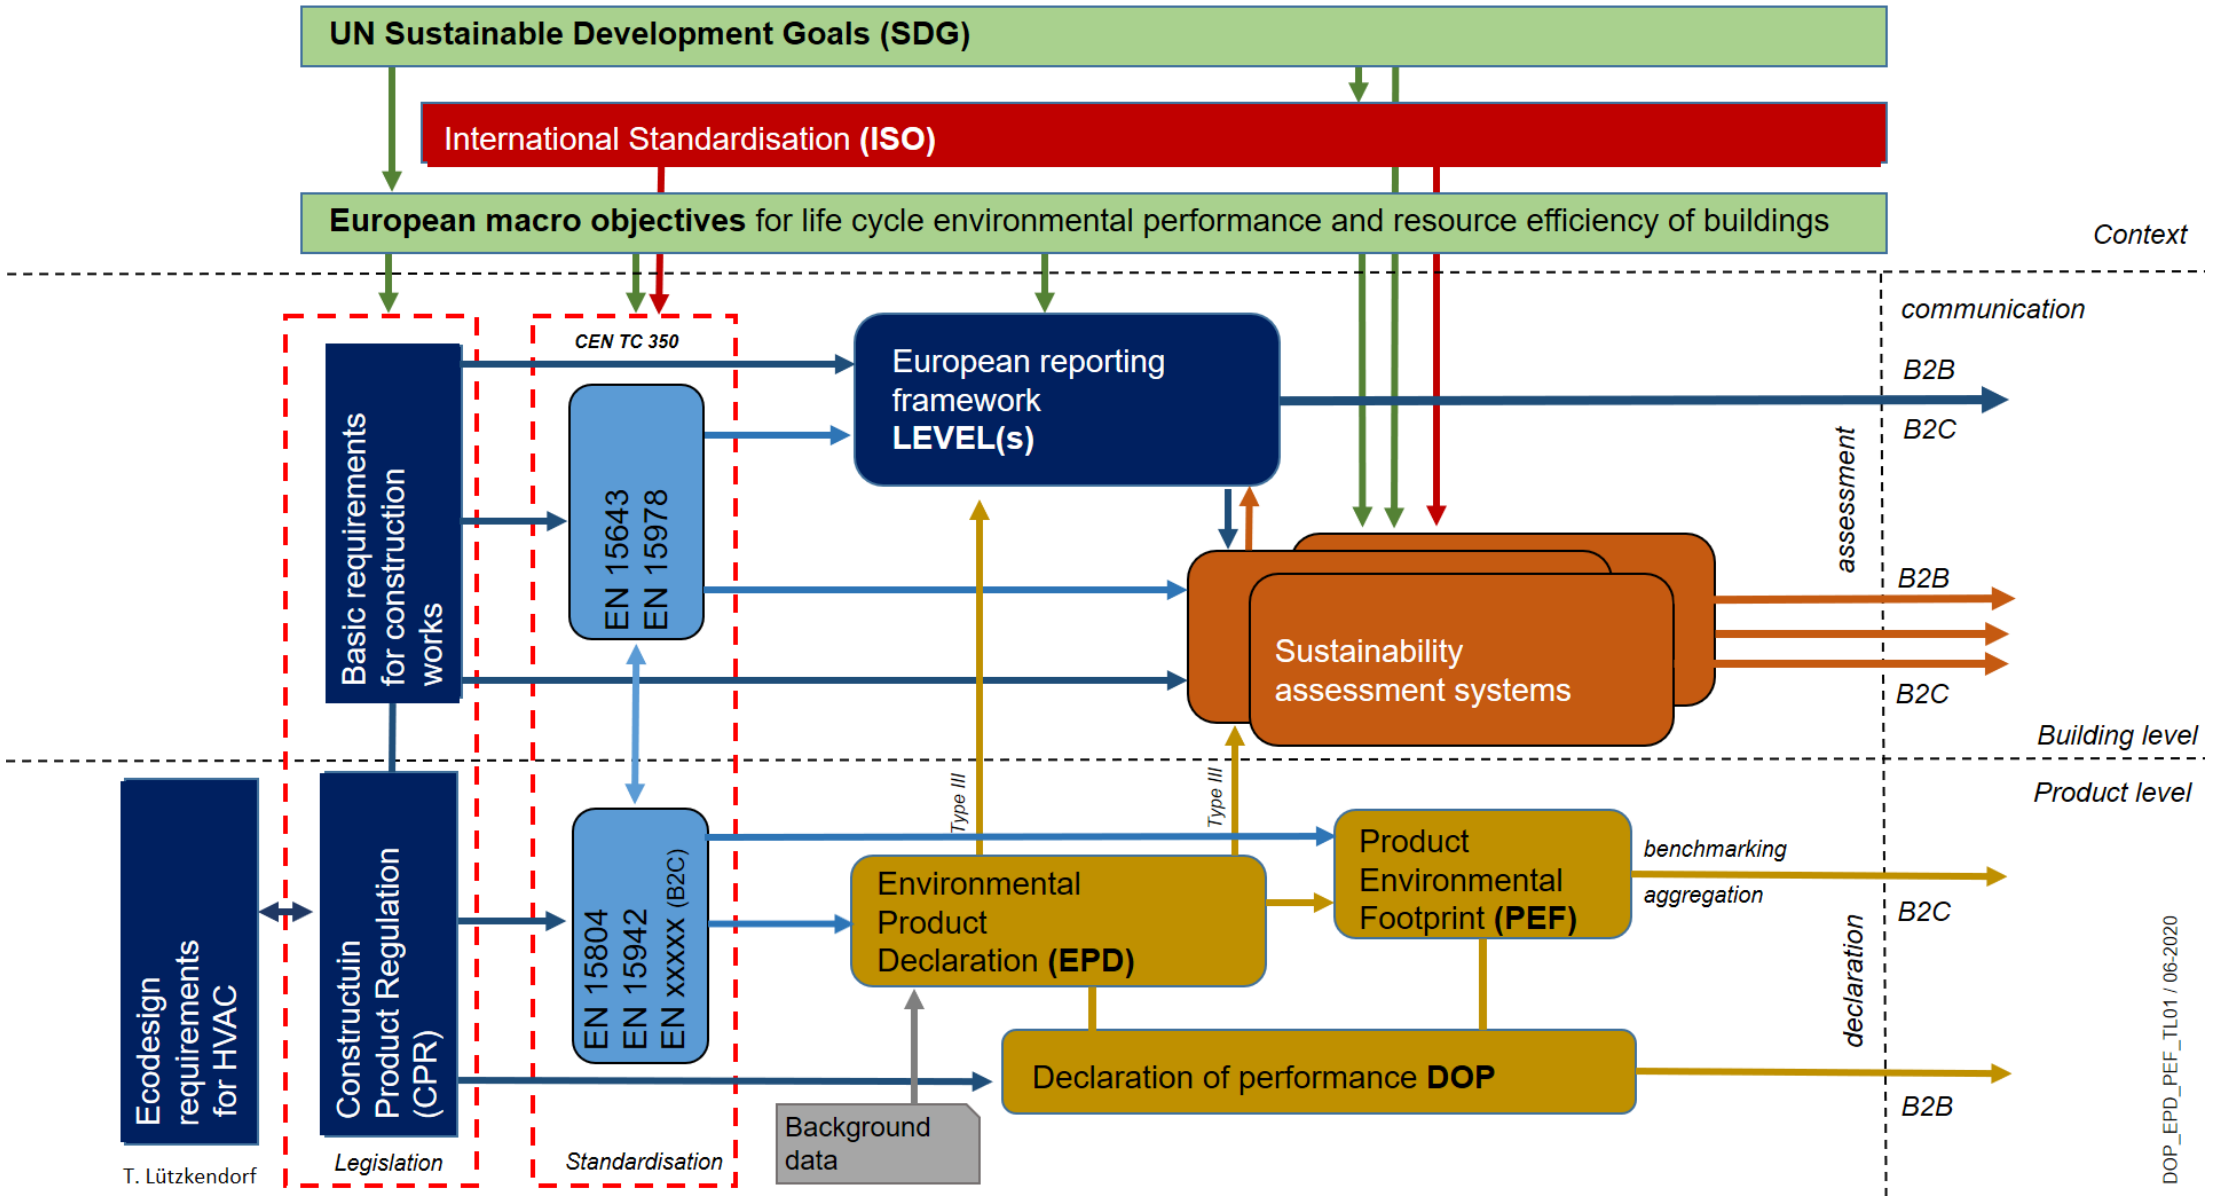 UN Sustainable Development Goals (SDG)
International Standardisation (ISO)
European macro objectives for life cycle environmental performance and resource efficiency of buildings
Context
communication
B2B
B2C
assessment
B2B
B2C
Building level
Product level
CEN TC 350
Basic requirements
for construction
works
EN 15643
EN 15978
European reporting
framework
LEVEL(s)
Sustainability
assessment systems
Type III
Type III
Ecodesign
requirements
for HVAC
Constructuin
Product Regulation
(CPR)
EN 15804
EN 15942
EN xxxxx (B2C)
Environmental
Product
Declaration (EPD)
Product
Environmental
Footprint (PEF)
benchmarking
aggregation
B2C
declaration
Declaration of performance DOP
B2B
Background
data
T. Lützkendorf
Legislation
Standardisation
DOP_EPD_PEF_TL01 / 06-2020